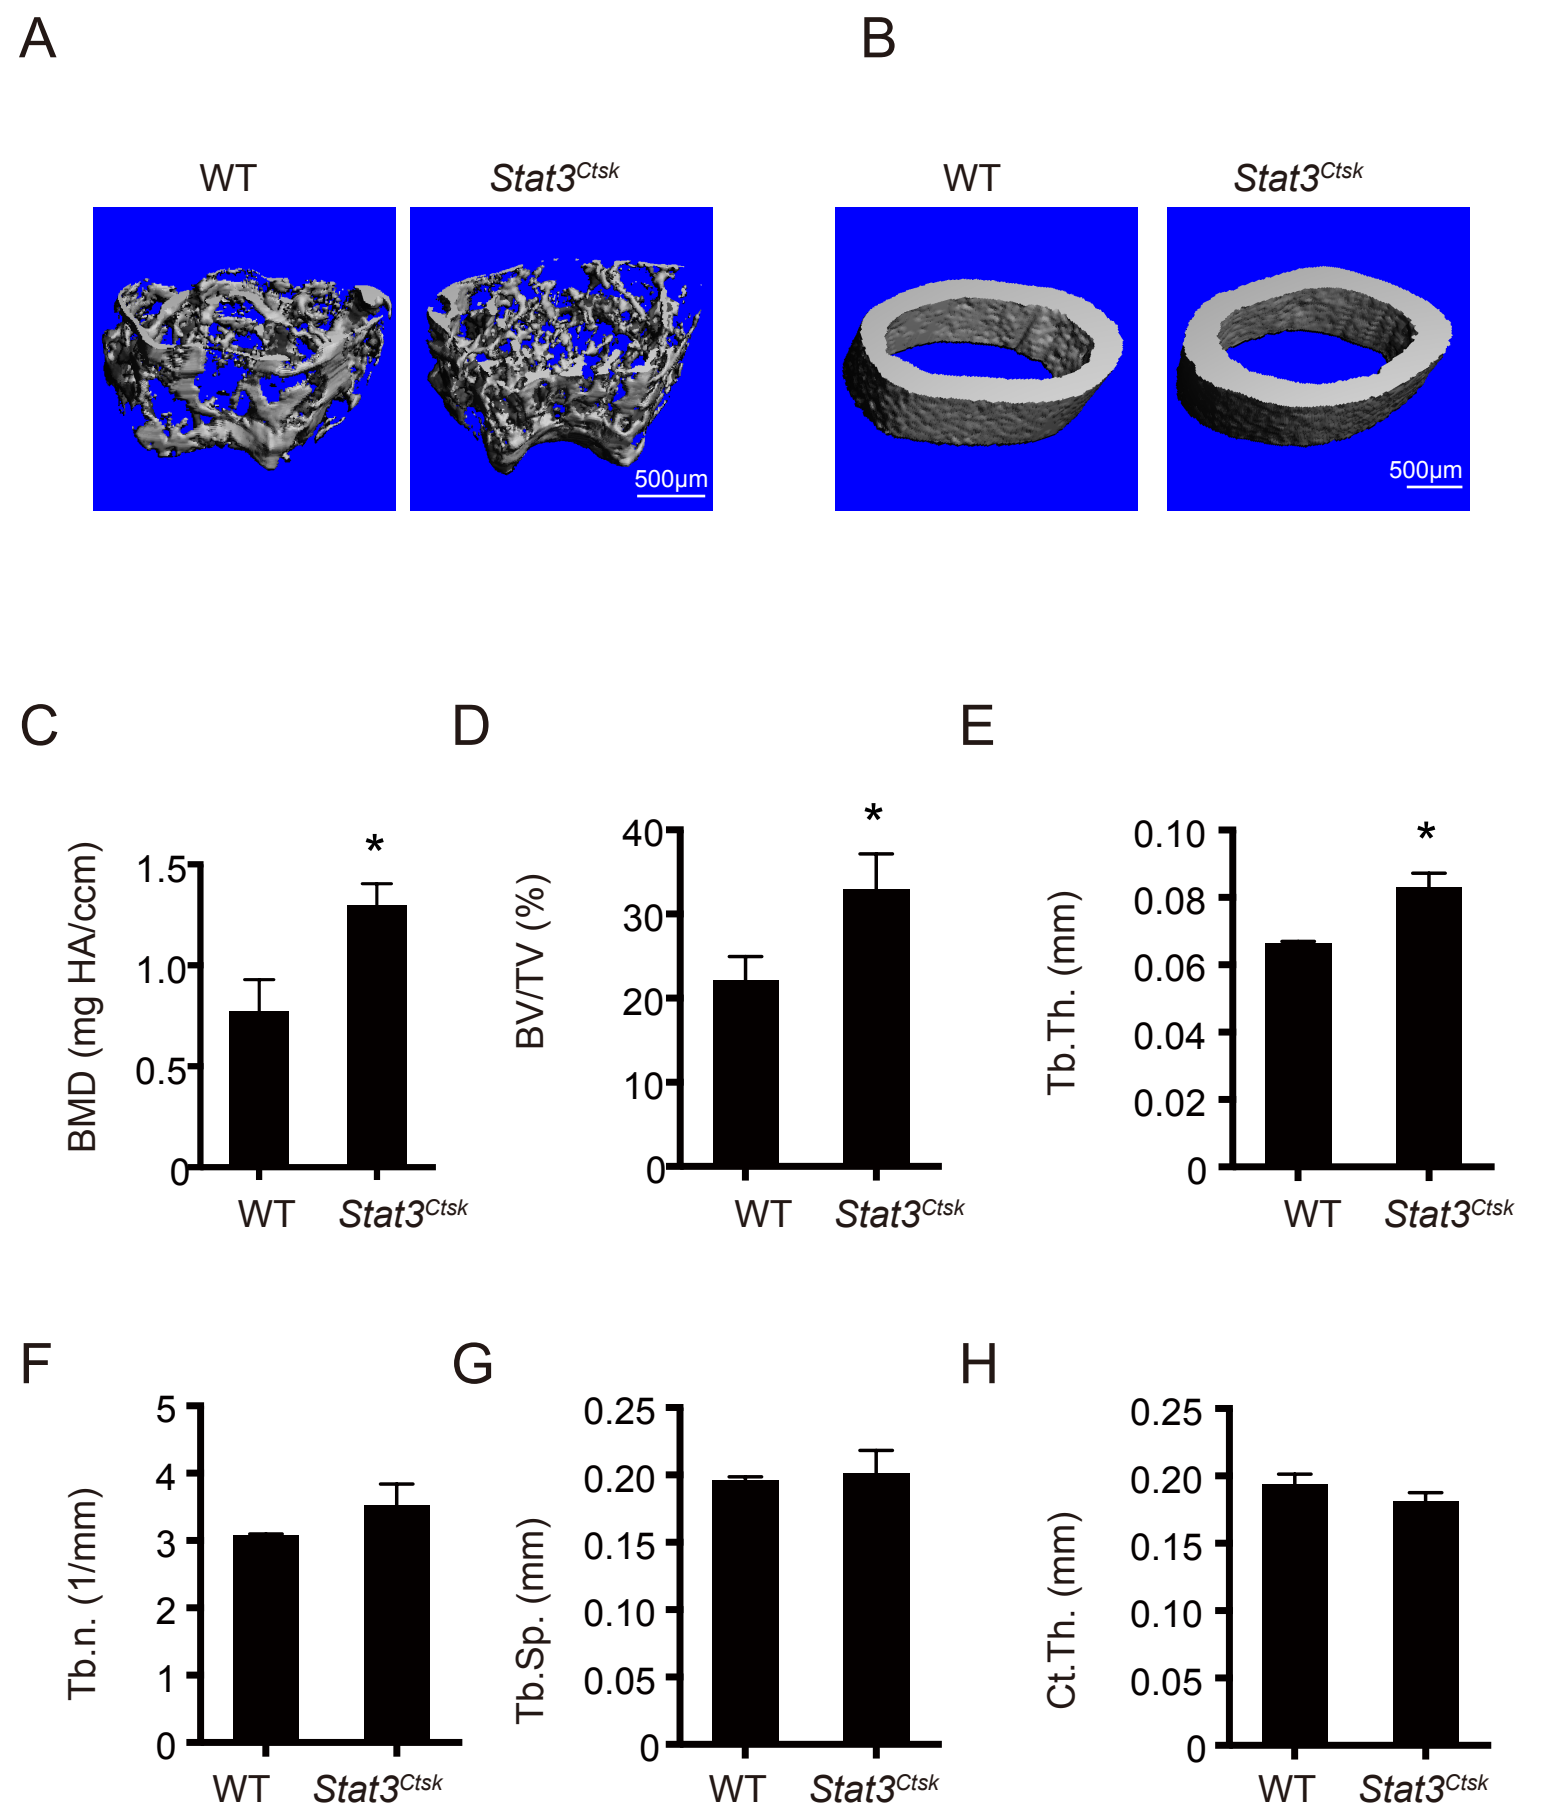 A
B
WT
Stat3Ctsk
WT
Stat3Ctsk
500µm
500µm
C
D
E
BMD (mg HA/ccm)
1.5
1.0
0.5
0
*
WT
Stat3Ctsk
BV/TV (%)
40
30
20
10
0
*
WT
Stat3Ctsk
Tb.Th. (mm)
0.10
0.08
0.06
0.04
0.02
0
*
WT
Stat3Ctsk
F
G
H
Tb.n. (1/mm)
5
4
3
2
1
0
WT
Stat3Ctsk
Tb.Sp. (mm)
0.25
0.20
0.15
0.10
0.05
0
WT
Stat3Ctsk
Ct.Th. (mm)
0.25
0.20
0.15
0.10
0.05
0
WT
Stat3Ctsk